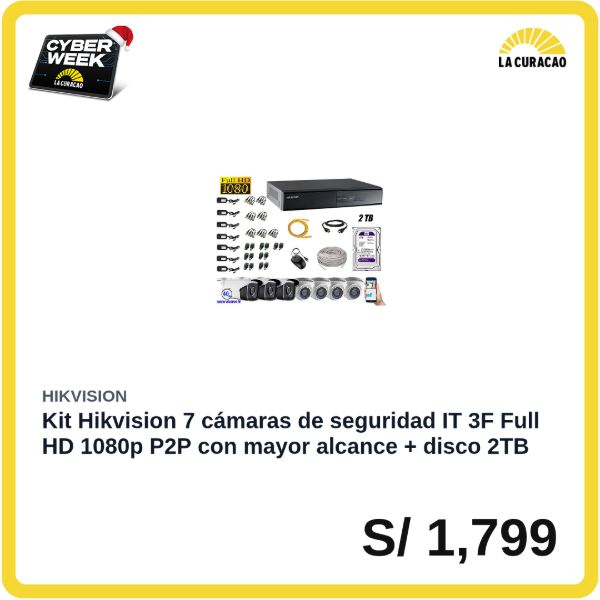 CYBER
WEEK
LA CURACAO
LA CURACAO
Full HD
1080
2 TB
HIKVISION
Kit Hikvision 7 cámaras de seguridad IT 3F Full
HD 1080p P2P con mayor alcance + disco 2TB
S/ 1,799